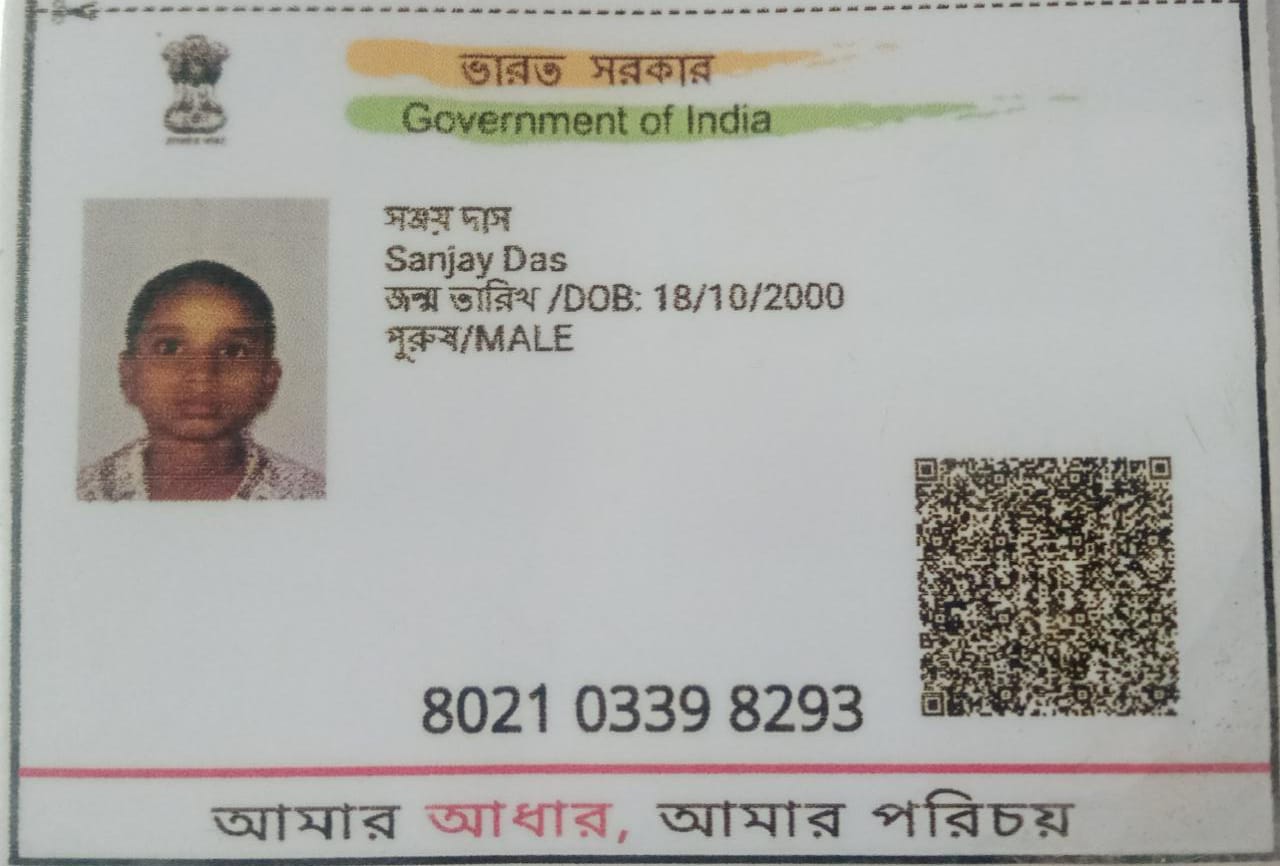 ভারত সরকার
Government of India
সঞ্জয় দাস
Sanjay Das
জন্ম তারিখ /DOB: 18/10/2000
পুরুষ/MALE
8021 0339 8293
আমার আধার, আমার পরিচয়